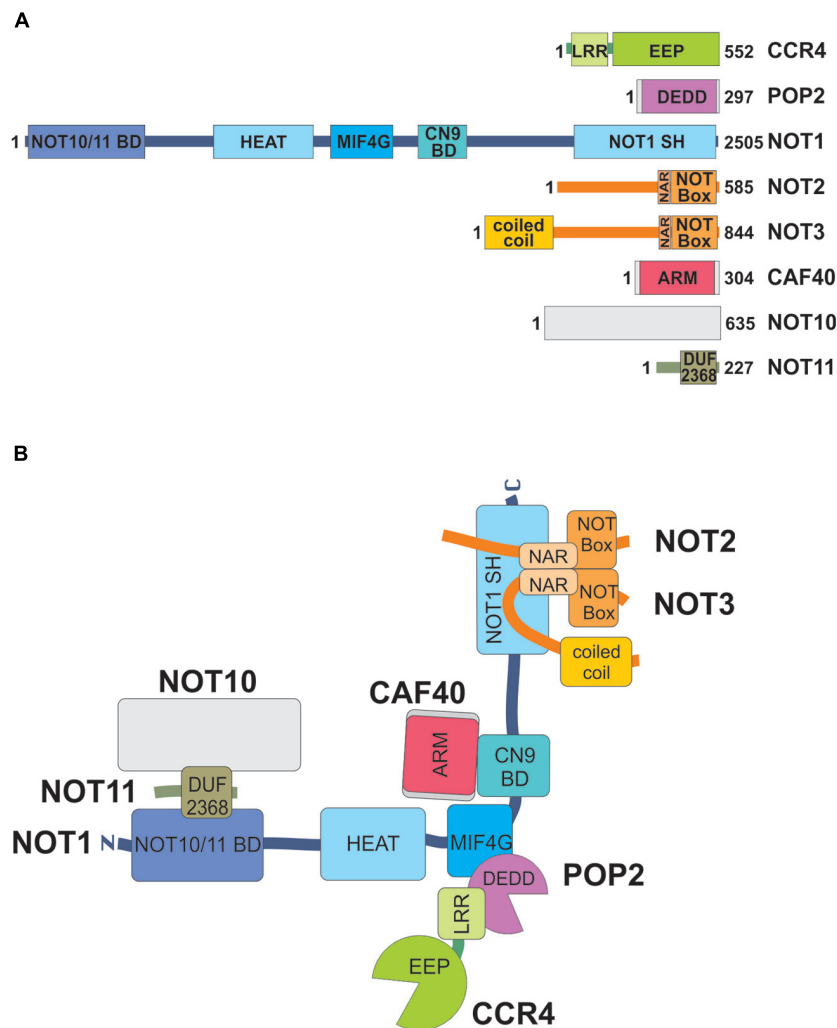 A
1 LRR EEP 552 CCR4
1 DEDD 297 POP2
1 NOT10/11 BD HEAT MIF4G CN9 BD NOT1 SH 2505 NOT1
1 NAR NOT Box 585 NOT2
1 coiled coil NAR NOT Box 844 NOT3
1 ARM 304 CAF40
1 635 NOT10
1 DUF 2368 227 NOT11
B
C
NOT1 SH
NOT
Box
NAR
NOT2
NAR
NOT
Box
NOT3
coiled
coil
NOT10
CAF40
ARM
CN9
BD
NOT11
DUF
2368
NOT1
N
NOT10/11 BD
HEAT
MIF4G
DEDD
POP2
LRR
EEP
CCR4